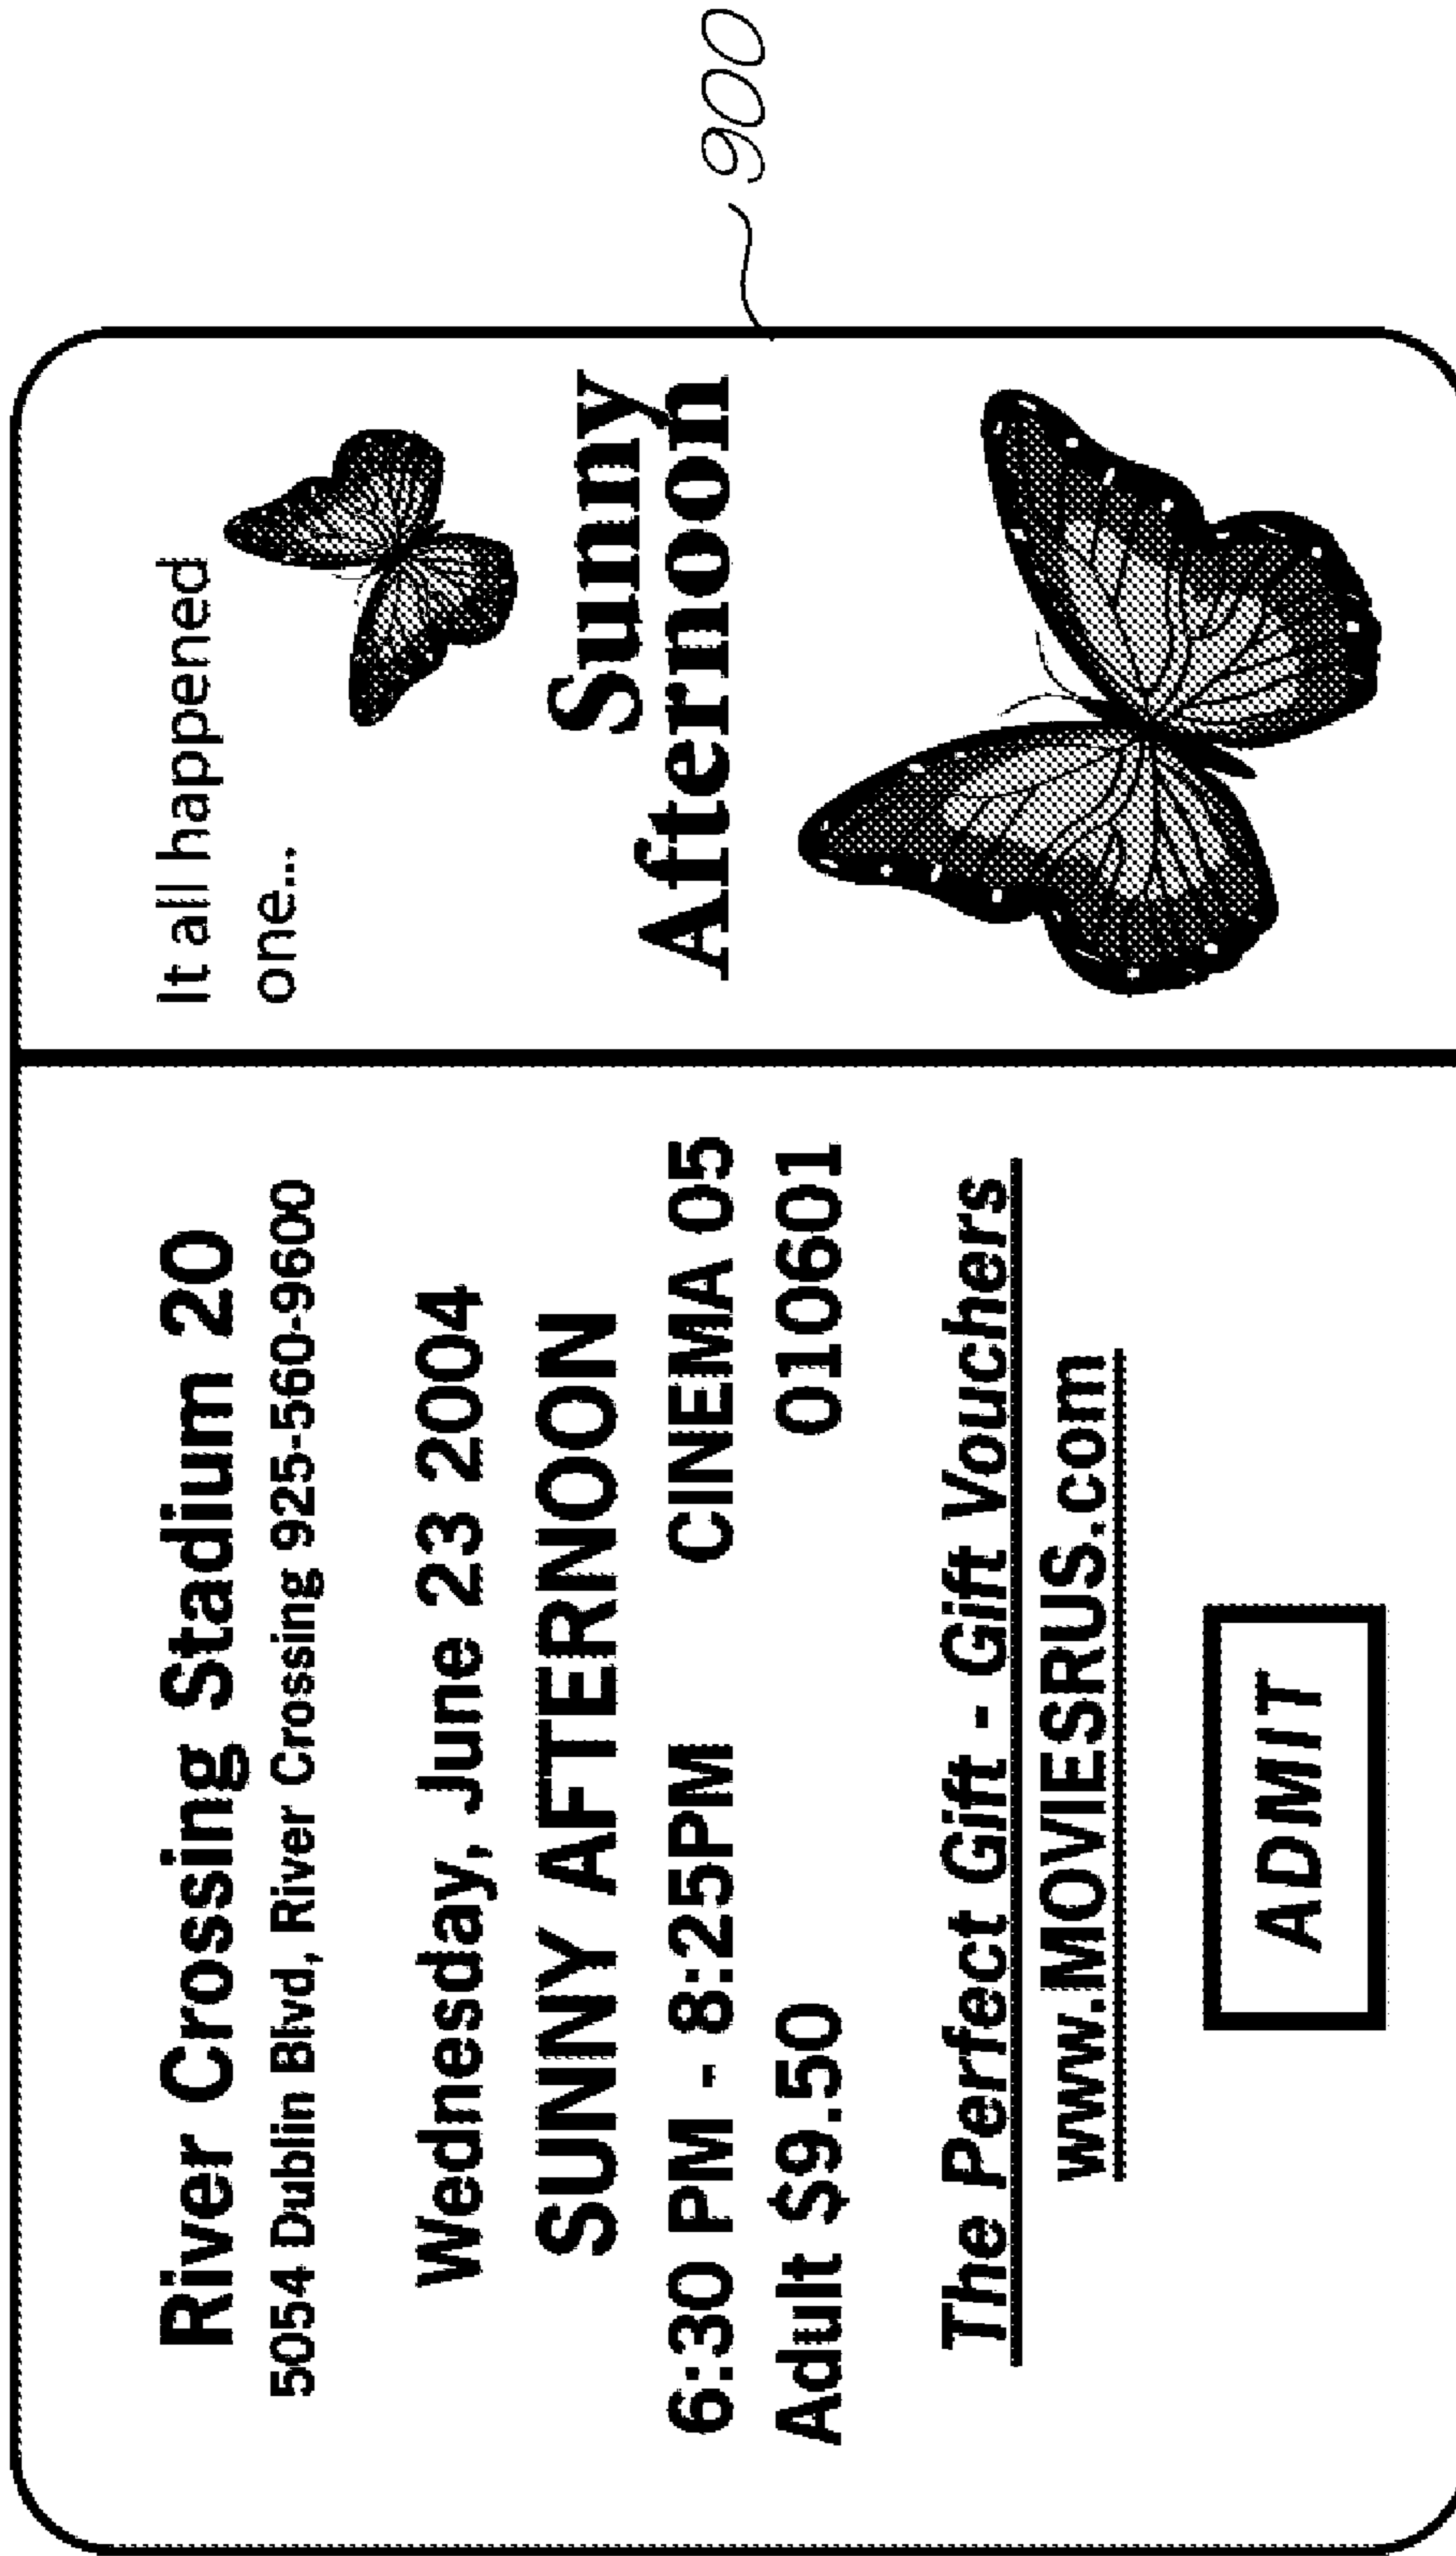 River Crossing Stadium 20
5054 Dublin Blvd, River Crossing 925-560-9600
Wednesday, June 23 2004
SUNNY AFTERNOON
6:30 PM - 8:25PM CINEMA 05
Adult $9.50 010601
The Perfect Gift - Gift Vouchers
www.MOVIESRUS.com
ADMIT
It all happened
one...
Sunny
Afternoon
900